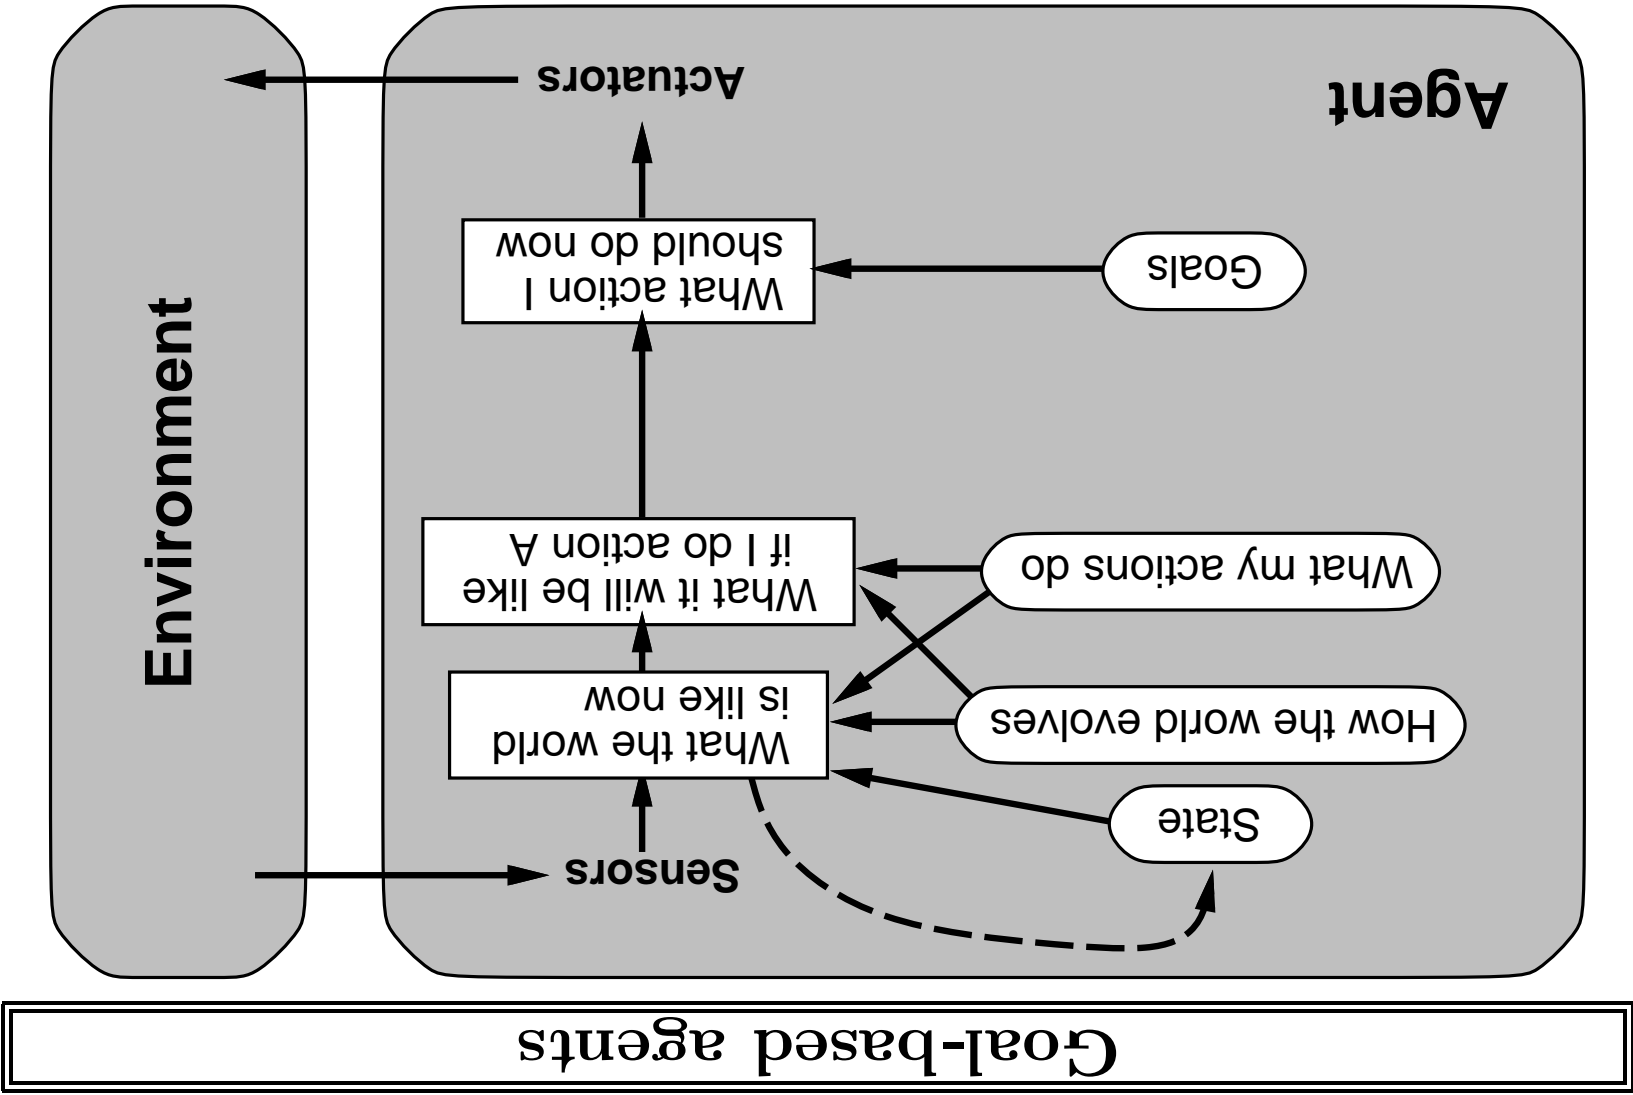 Goal-based agents
Sensors
State
How the world evolves
What my actions do
What the world
is like now
What it will be like
if I do action A
Goals
What action I
should do now
Agent
Actuators
Environment